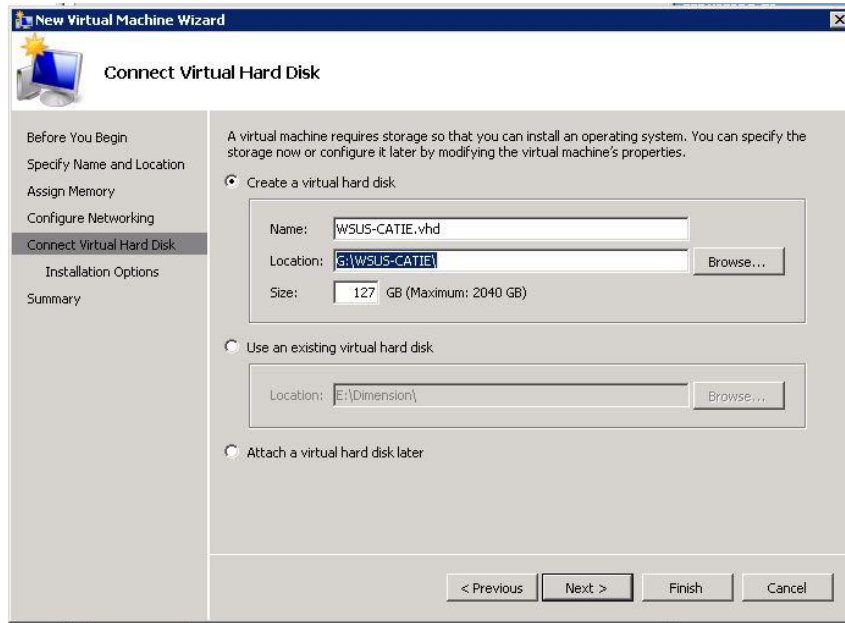 New Virtual Machine Wizard
Connect Virtual Hard Disk
Before You Begin
Specify Name and Location
Assign Memory
Configure Networking
Connect Virtual Hard Disk
Installation Options
Summary
A virtual machine requires storage so that you can install an operating system. You can specify the
storage now or configure it later by modifying the virtual machine's properties.
Create a virtual hard disk
Name: WSUS-CATIE.vhd
Location: G:\WSUS-CATIE\ Browse...
Size: 127 GB (Maximum: 2040 GB)
Use an existing virtual hard disk
Location: E:\Dimension\ Browse...
Attach a virtual hard disk later
< Previous Next > Finish Cancel